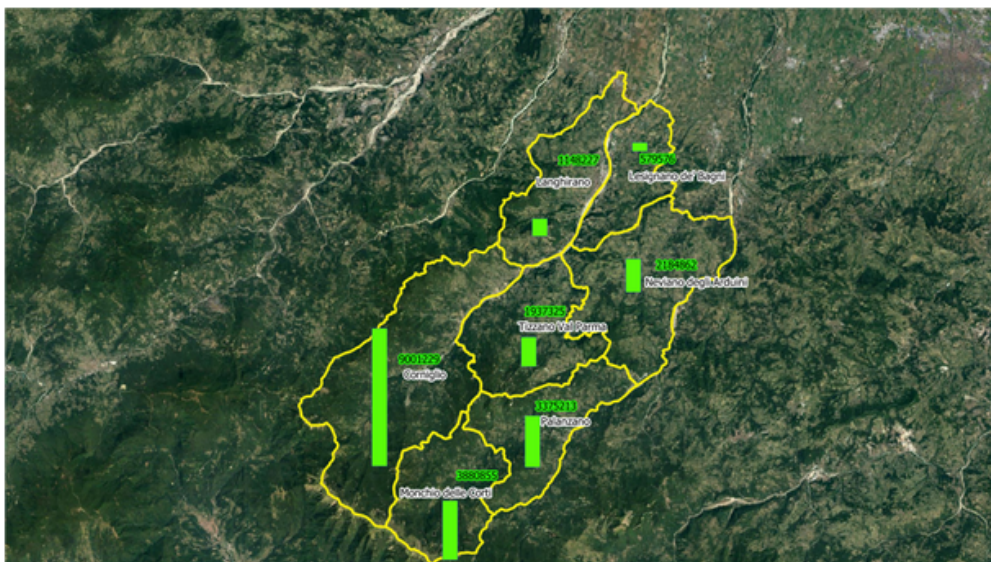 1148227
Langhirano
579576
Lesignano de' Bagni
2184862
Neviano degli Arduini
1937325
Tizzano Val Parma
9001229
Corniglio
3375213
Palanzano
3880855
Monchio delle Corti